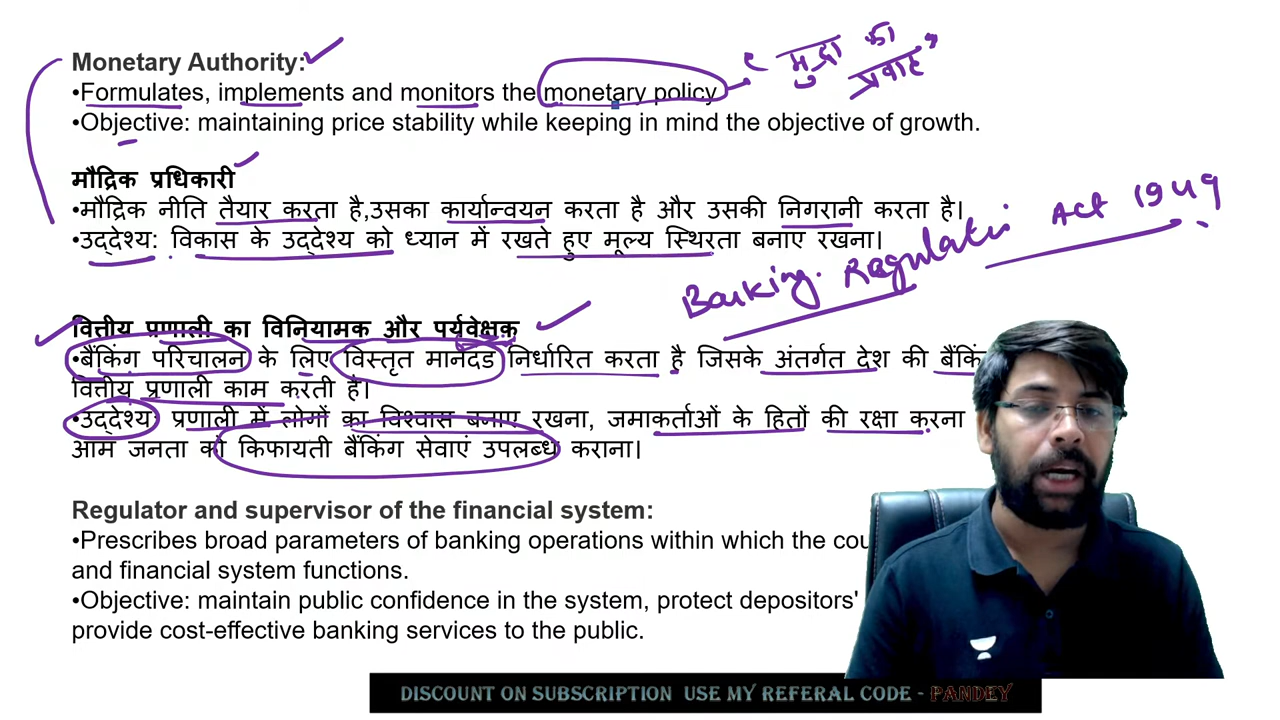 Monetary Authority:
•Formulates, implements and monitors the monetary policy
मुद्रा का
प्रवाह
•Objective: maintaining price stability while keeping in mind the objective of growth.
मौद्रिक प्रधिकारी
•मौद्रिक नीति तैयार करता है,उसका कार्यान्वयन करता है और उसकी निगरानी करता है।
•उद्देश्य: विकास के उद्देश्य को ध्यान में रखते हुए मूल्य स्थिरता बनाए रखना।
Banking Regulation Act 1949
वित्तीय प्रणाली का विनियामक और पर्यवेक्षक
•बैंकिंग परिचालन के लिए विस्तृत मानदंड निर्धारित करता है जिसके अंतर्गत देश की
वित्तीय प्रणाली काम करती है।
•उद्देश्य: प्रणाली में लोगों का विश्वास बनाए रखना, जमाकर्ताओं के हितों की रक्षा करना
आम जनता को किफायती बैंकिंग सेवाएं उपलब्ध कराना।
Regulator and supervisor of the financial system:
•Prescribes broad parameters of banking operations within which the
and financial system functions.
•Objective: maintain public confidence in the system, protect depositors'
provide cost-effective banking services to the public.
DISCOUNT ON SUBSCRIPTION USE MY REFERAL CODE - PANDEY